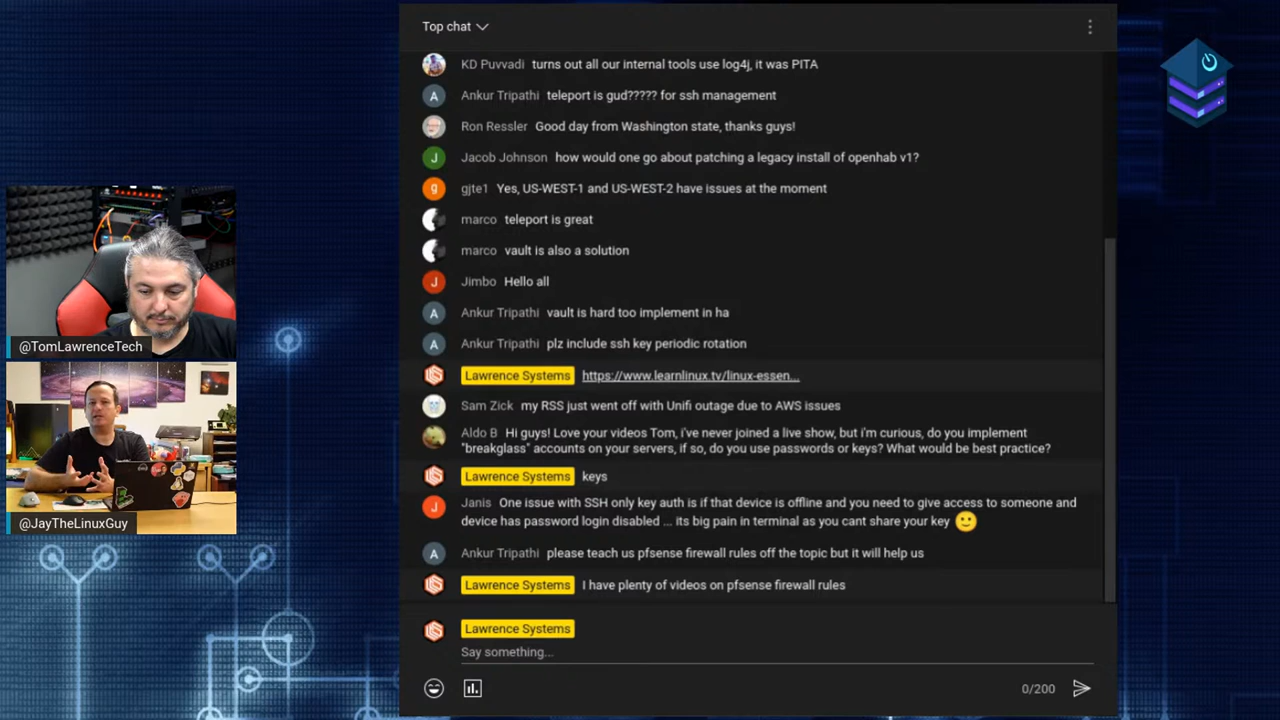 Top chat
KD Puvvadi turns out all our internal tools use log4j, it was PITA
Ankur Tripathi teleport is gud????? for ssh management
Ron Ressler Good day from Washington state, thanks guys!
Jacob Johnson how would one go about patching a legacy install of openhab v1?
gjte1 Yes, US-WEST-1 and US-WEST-2 have issues at the moment
marco teleport is great
marco vault is also a solution
Jimbo Hello all
Ankur Tripathi vault is hard too implement in ha
Ankur Tripathi plz include ssh key periodic rotation
Lawrence Systems https://www.learnlinux.tv/linux-essen...
Sam Zick my RSS just went off with Unifi outage due to AWS issues
Aldo B Hi guys! Love your videos Tom, i've never joined a live show, but i'm curious, do you implement
"breakglass" accounts on your servers, if so, do you use passwords or keys? What would be best practice?
Lawrence Systems keys
Janis One issue with SSH only key auth is if that device is offline and you need to give access to someone and
device has password login disabled ... its big pain in terminal as you cant share your key
Ankur Tripathi please teach us pfsense firewall rules off the topic but it will help us
Lawrence Systems I have plenty of videos on pfsense firewall rules
Lawrence Systems
Say something...
0/200
@TomLawrenceTech
@JayTheLinuxGuy
A
J
g
J
A
A
J
A